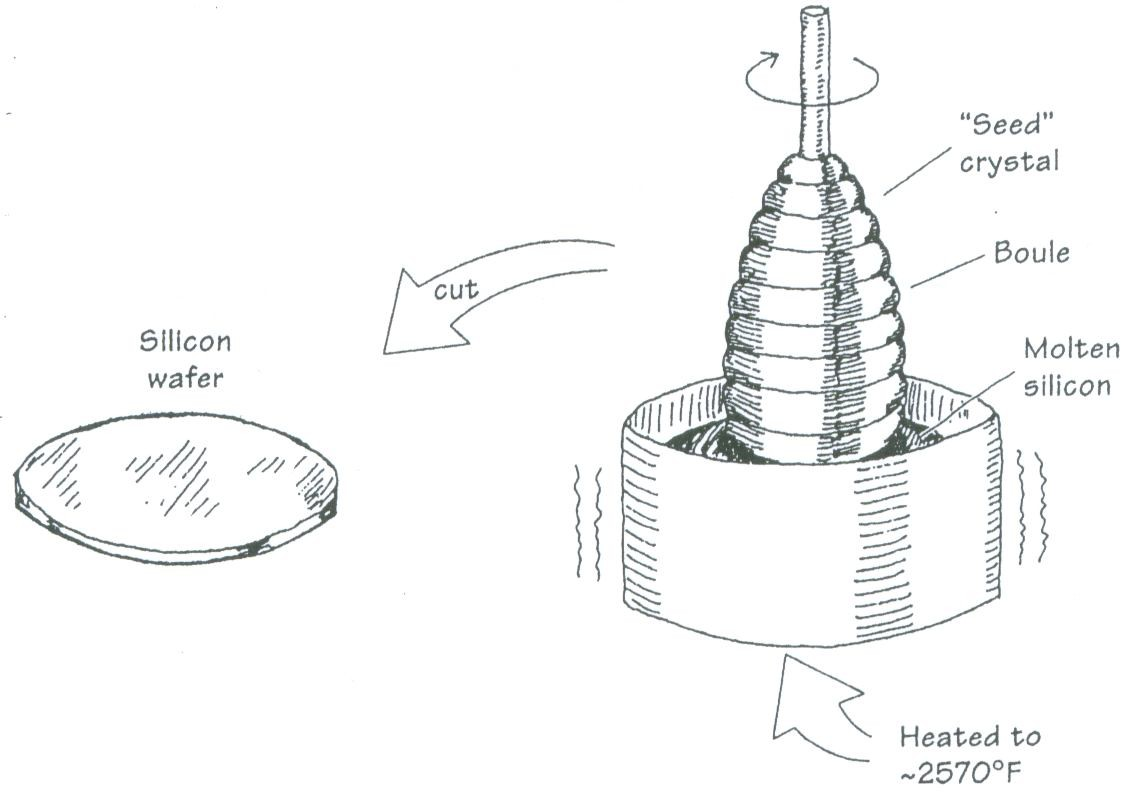 “Seed”
crystal
Boule
cut
Silicon
wafer
Molten
silicon
Heated to
~2570°F